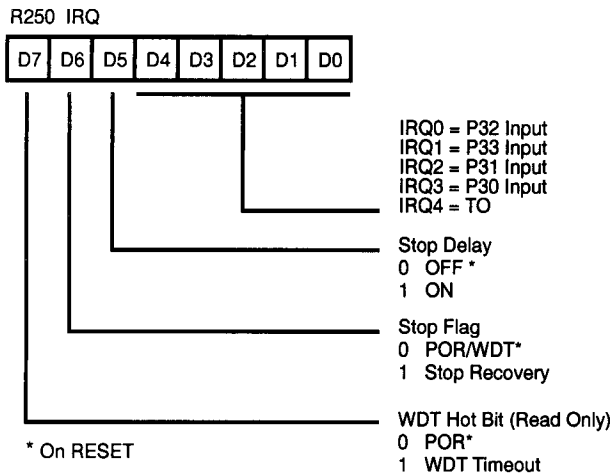 R250 IRQ
D7 D6 D5 D4 D3 D2 D1 D0
IRQ0 = P32 Input
IRQ1 = P33 Input
IRQ2 = P31 Input
IRQ3 = P30 Input
IRQ4 = TO
Stop Delay
0 OFF *
1 ON
Stop Flag
0 POR/WDT*
1 Stop Recovery
WDT Hot Bit (Read Only)
0 POR*
1 WDT Timeout
* On RESET